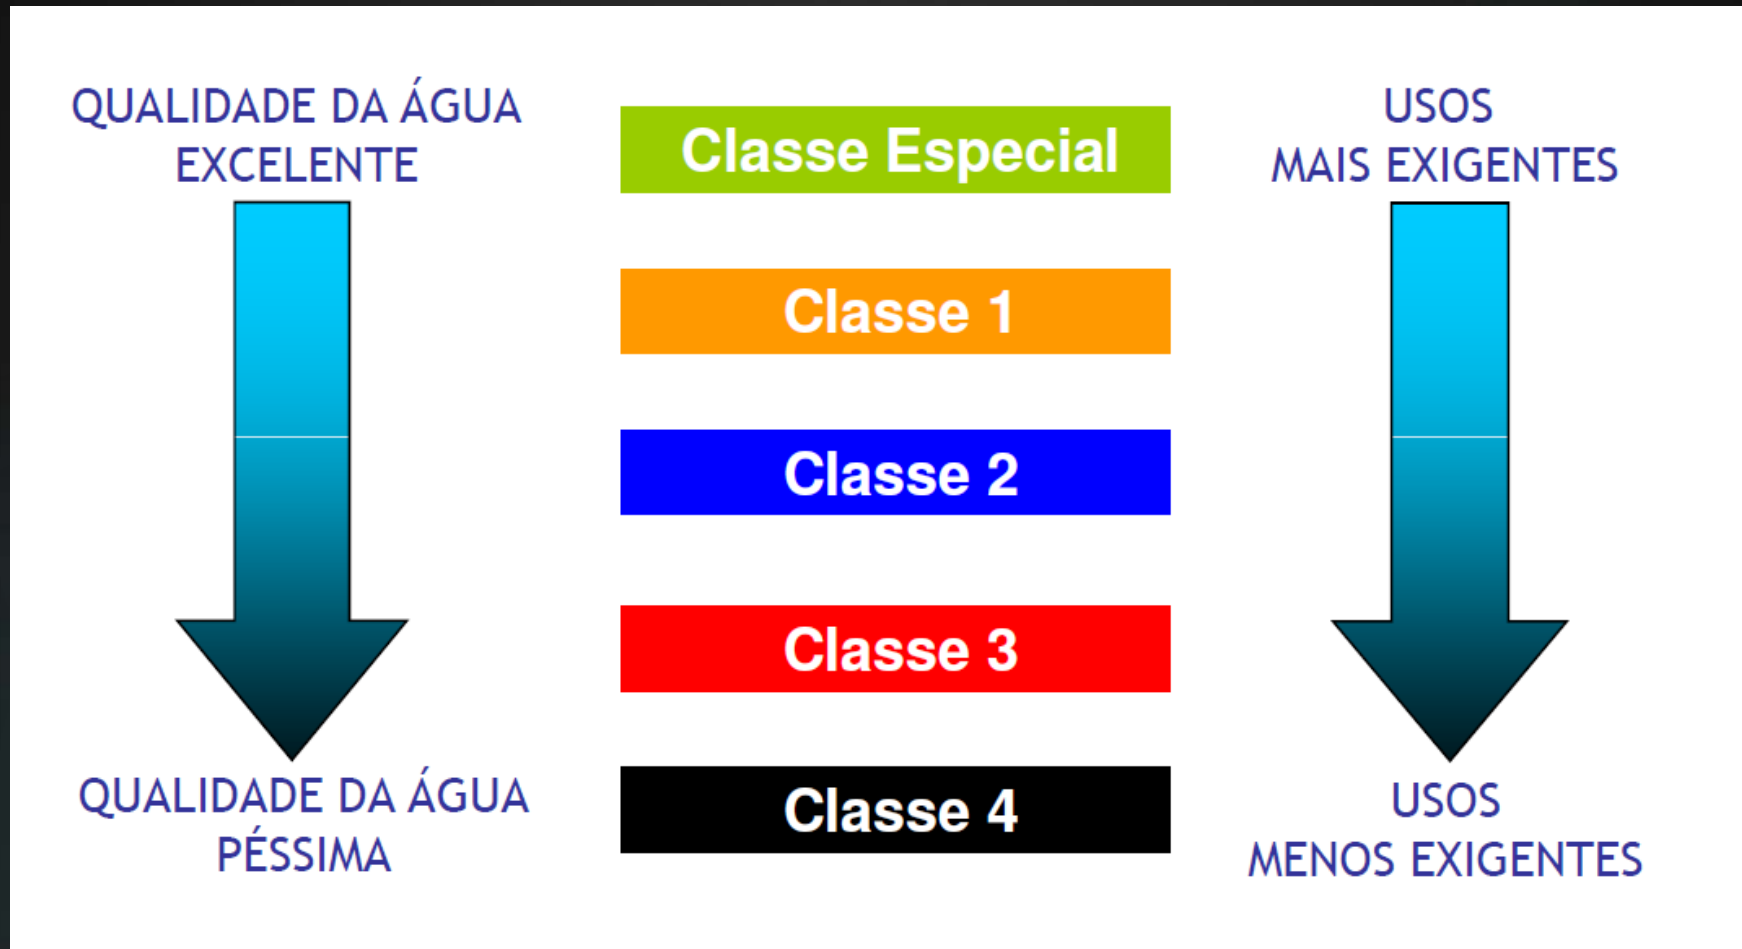 QUALIDADE DA ÁGUA
EXCELENTE
Classe Especial
USOS
MAIS EXIGENTES
Classe 1
Classe 2
Classe 3
Classe 4
QUALIDADE DA ÁGUA
PÉSSIMA
USOS
MENOS EXIGENTES